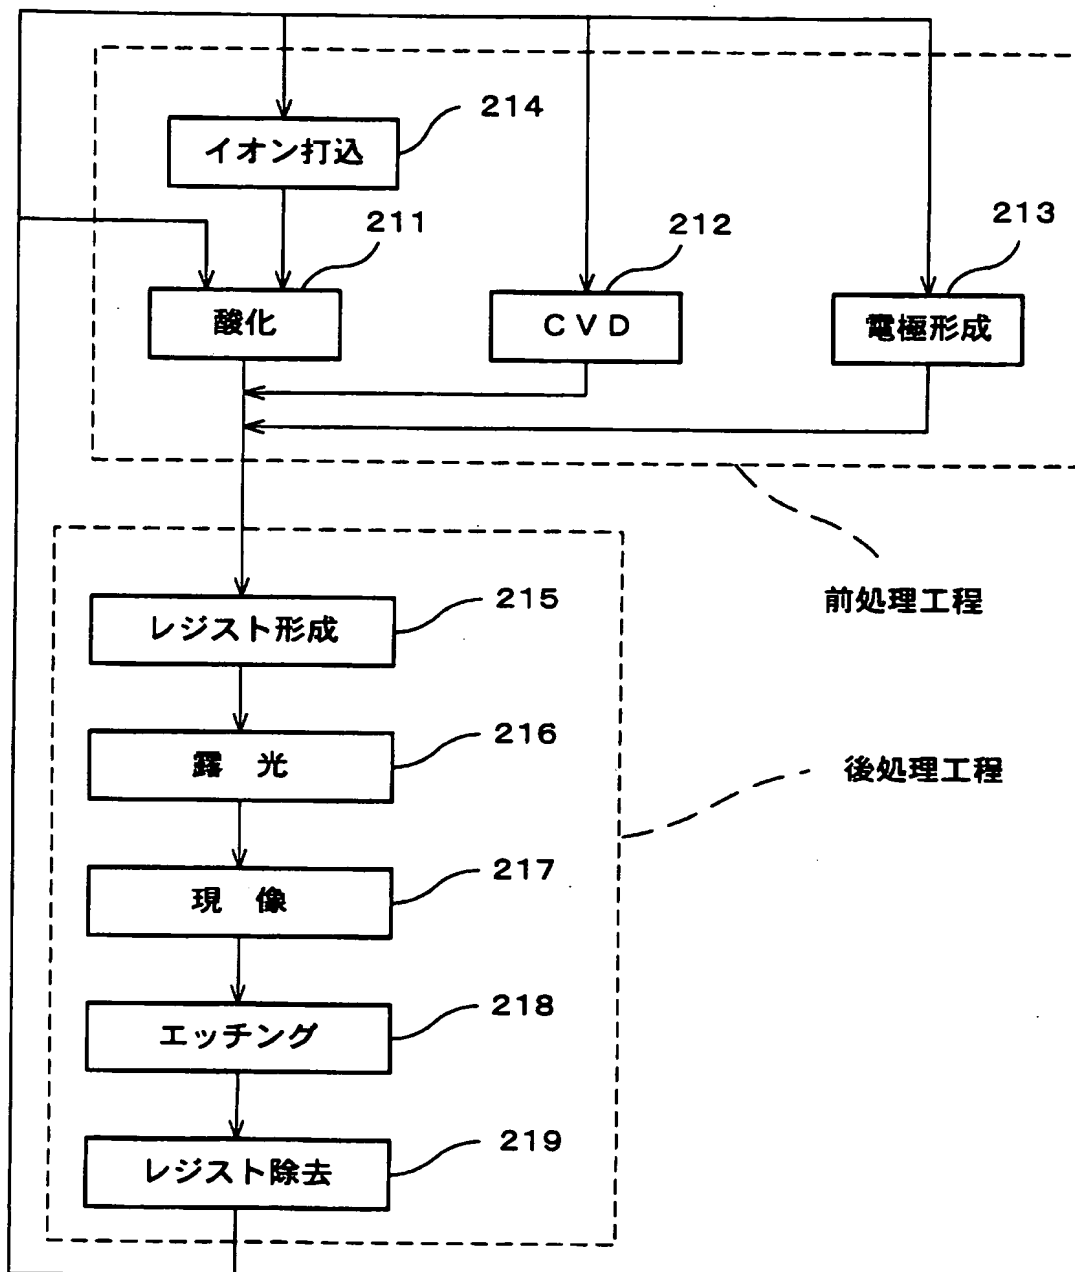 214
イオン打込
211
212
213
酸化
CVD
電極形成
前処理工程
215
レジスト形成
216
露 光
後処理工程
217
現 像
218
エッチング
219
レジスト除去